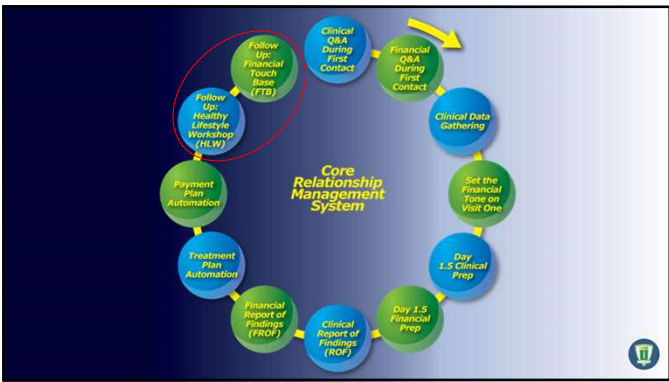 Clinical
Q&A
During
First
Contact
Financial
Q&A
During
First
Contact
Clinical Data
Gathering
Set the
Financial
Tone on
Visit One
Day
1.5 Clinical
Prep
Day 1.5
Financial
Prep
Clinical
Report of
Findings
(ROF)
Financial
Report of
Findings
(FROF)
Treatment
Plan
Automation
Payment
Plan
Automation
Follow
Up:
Healthy
Lifestyle
Workshop
(HLW)
Follow
Up:
Financial
Touch
Base
(FTB)
Core
Relationship
Management
System